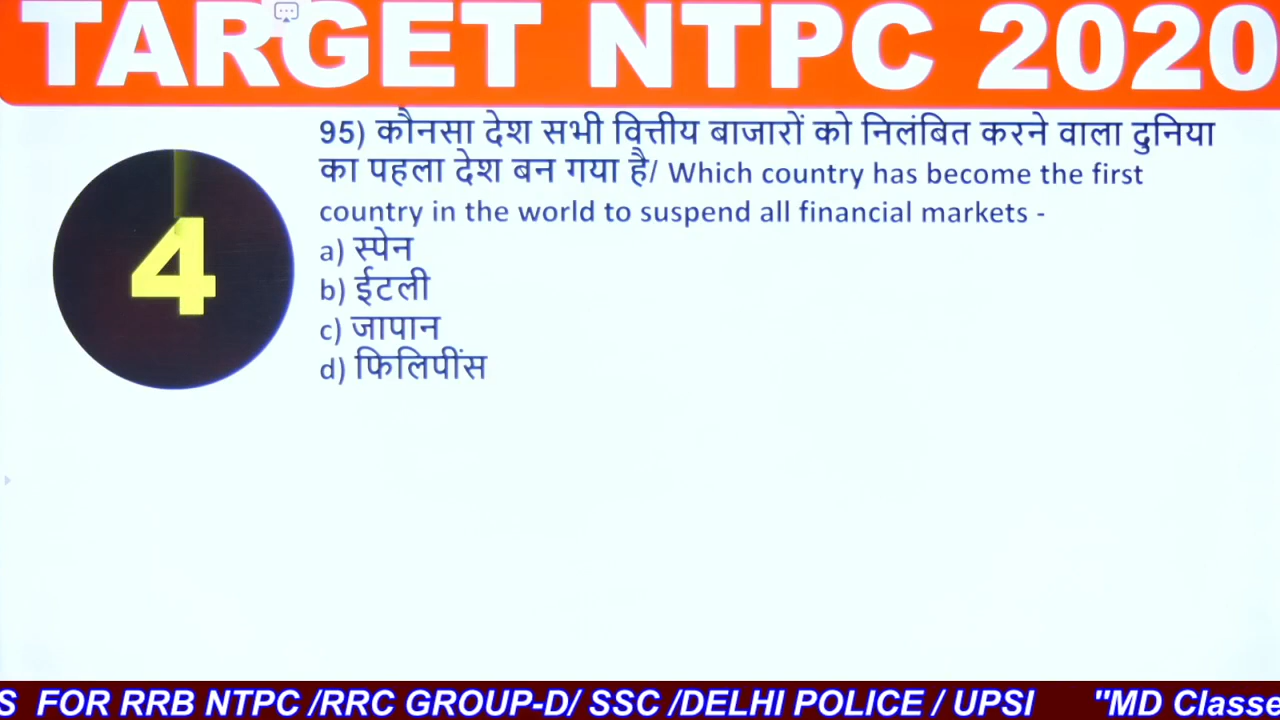 TARGET NTPC 2020
95) कौनसा देश सभी वित्तीय बाजारों को निलंबित करने वाला दुनिया
का पहला देश बन गया है/ Which country has become the first
country in the world to suspend all financial markets -
a) स्पेन
b) ईटली
c) जापान
d) फिलिपींस
4
S FOR RRB NTPC /RRC GROUP-D/ SSC /DELHI POLICE / UPSI "MD Classe